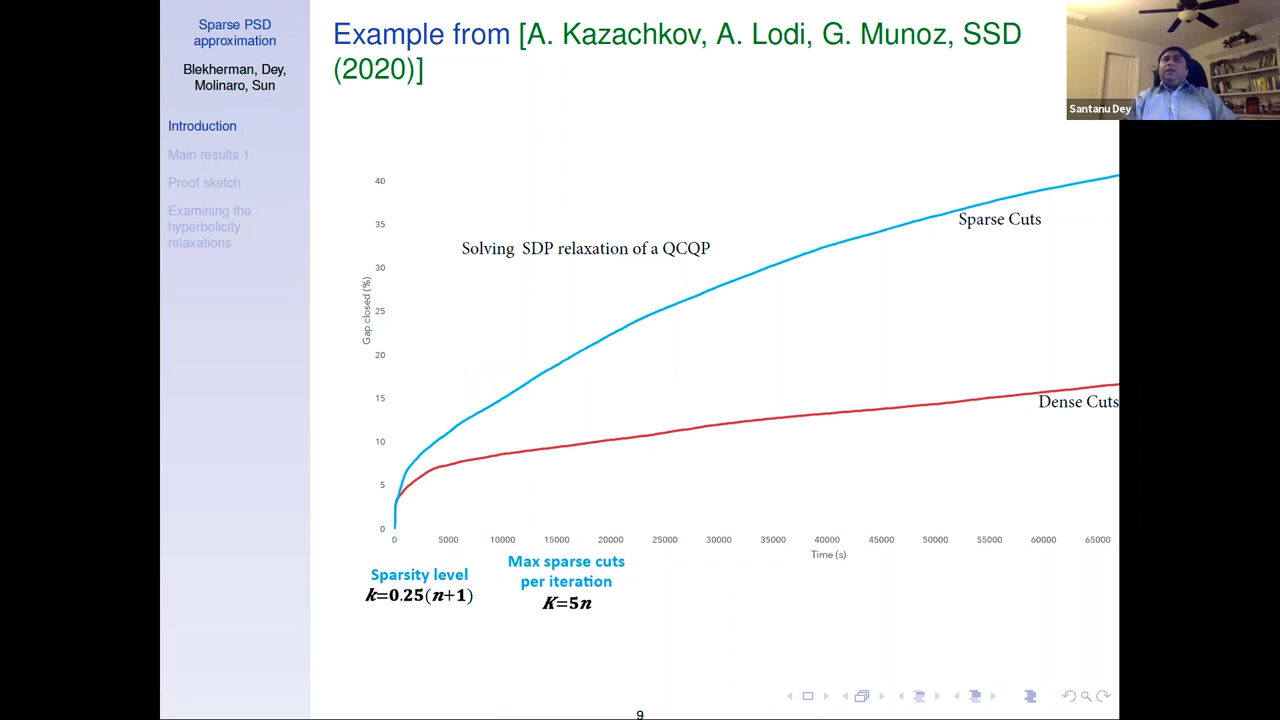 Sparse PSD
approximation
Blekherman, Dey,
Molinaro, Sun
Introduction
Main results 1
Proof sketch
Examining the
hyperbolicity
relaxations
Example from [A. Kazachkov, A. Lodi, G. Munoz, SSD
(2020)]
Santanu Dey
40
35
30
25
20
15
10
5
0
Gap closed (%)
Solving SDP relaxation of a QCQP
Sparse Cuts
Dense Cuts
0 5000 10000 15000 20000 25000 30000 35000 40000 45000 50000 55000 60000 65000
Time (s)
Sparsity level
k=0.25(n+1)
Max sparse cuts
per iteration
K=5n
9